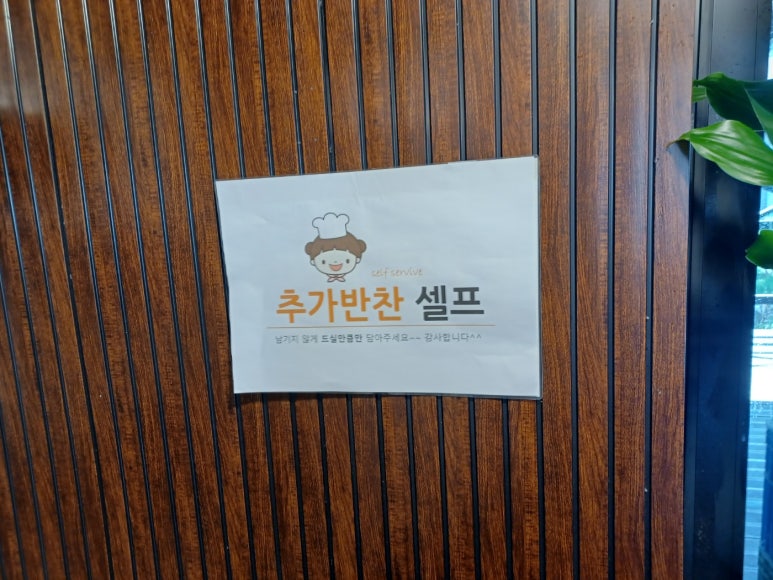 self servive
추가반찬 셀프
남기지 않게 드실만큼만 담아주세요~~ 감사합니다^^